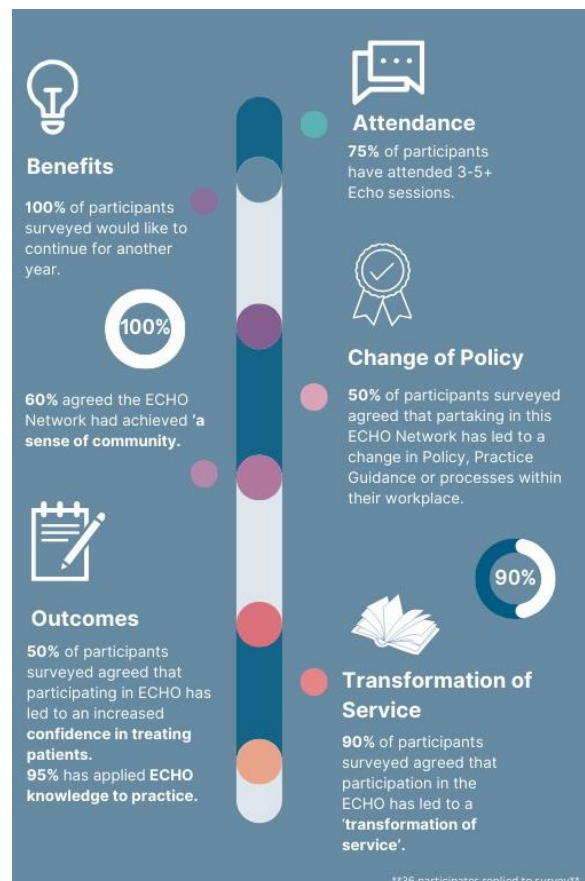 Benefits
100% of participants
surveyed would like to
continue for another
year.
100%
60% agreed the ECHO
Network had achieved 'a
sense of community.
Outcomes
50% of participants
surveyed agreed that
participating in ECHO has
led to an increased
confidence in treating
patients.
95% has applied ECHO
knowledge to practice.
Attendance
75% of participants
have attended 3-5+
Echo sessions.
Change of Policy
50% of participants surveyed
agreed that partaking in this
ECHO Network has led to a
change in Policy, Practice
Guidance or processes within
their workplace.
90%
Transformation of
Service
90% of participants
surveyed agreed that
participation in the
ECHO has led to a
'transformation of
service'.
**36 participates replied to survey**